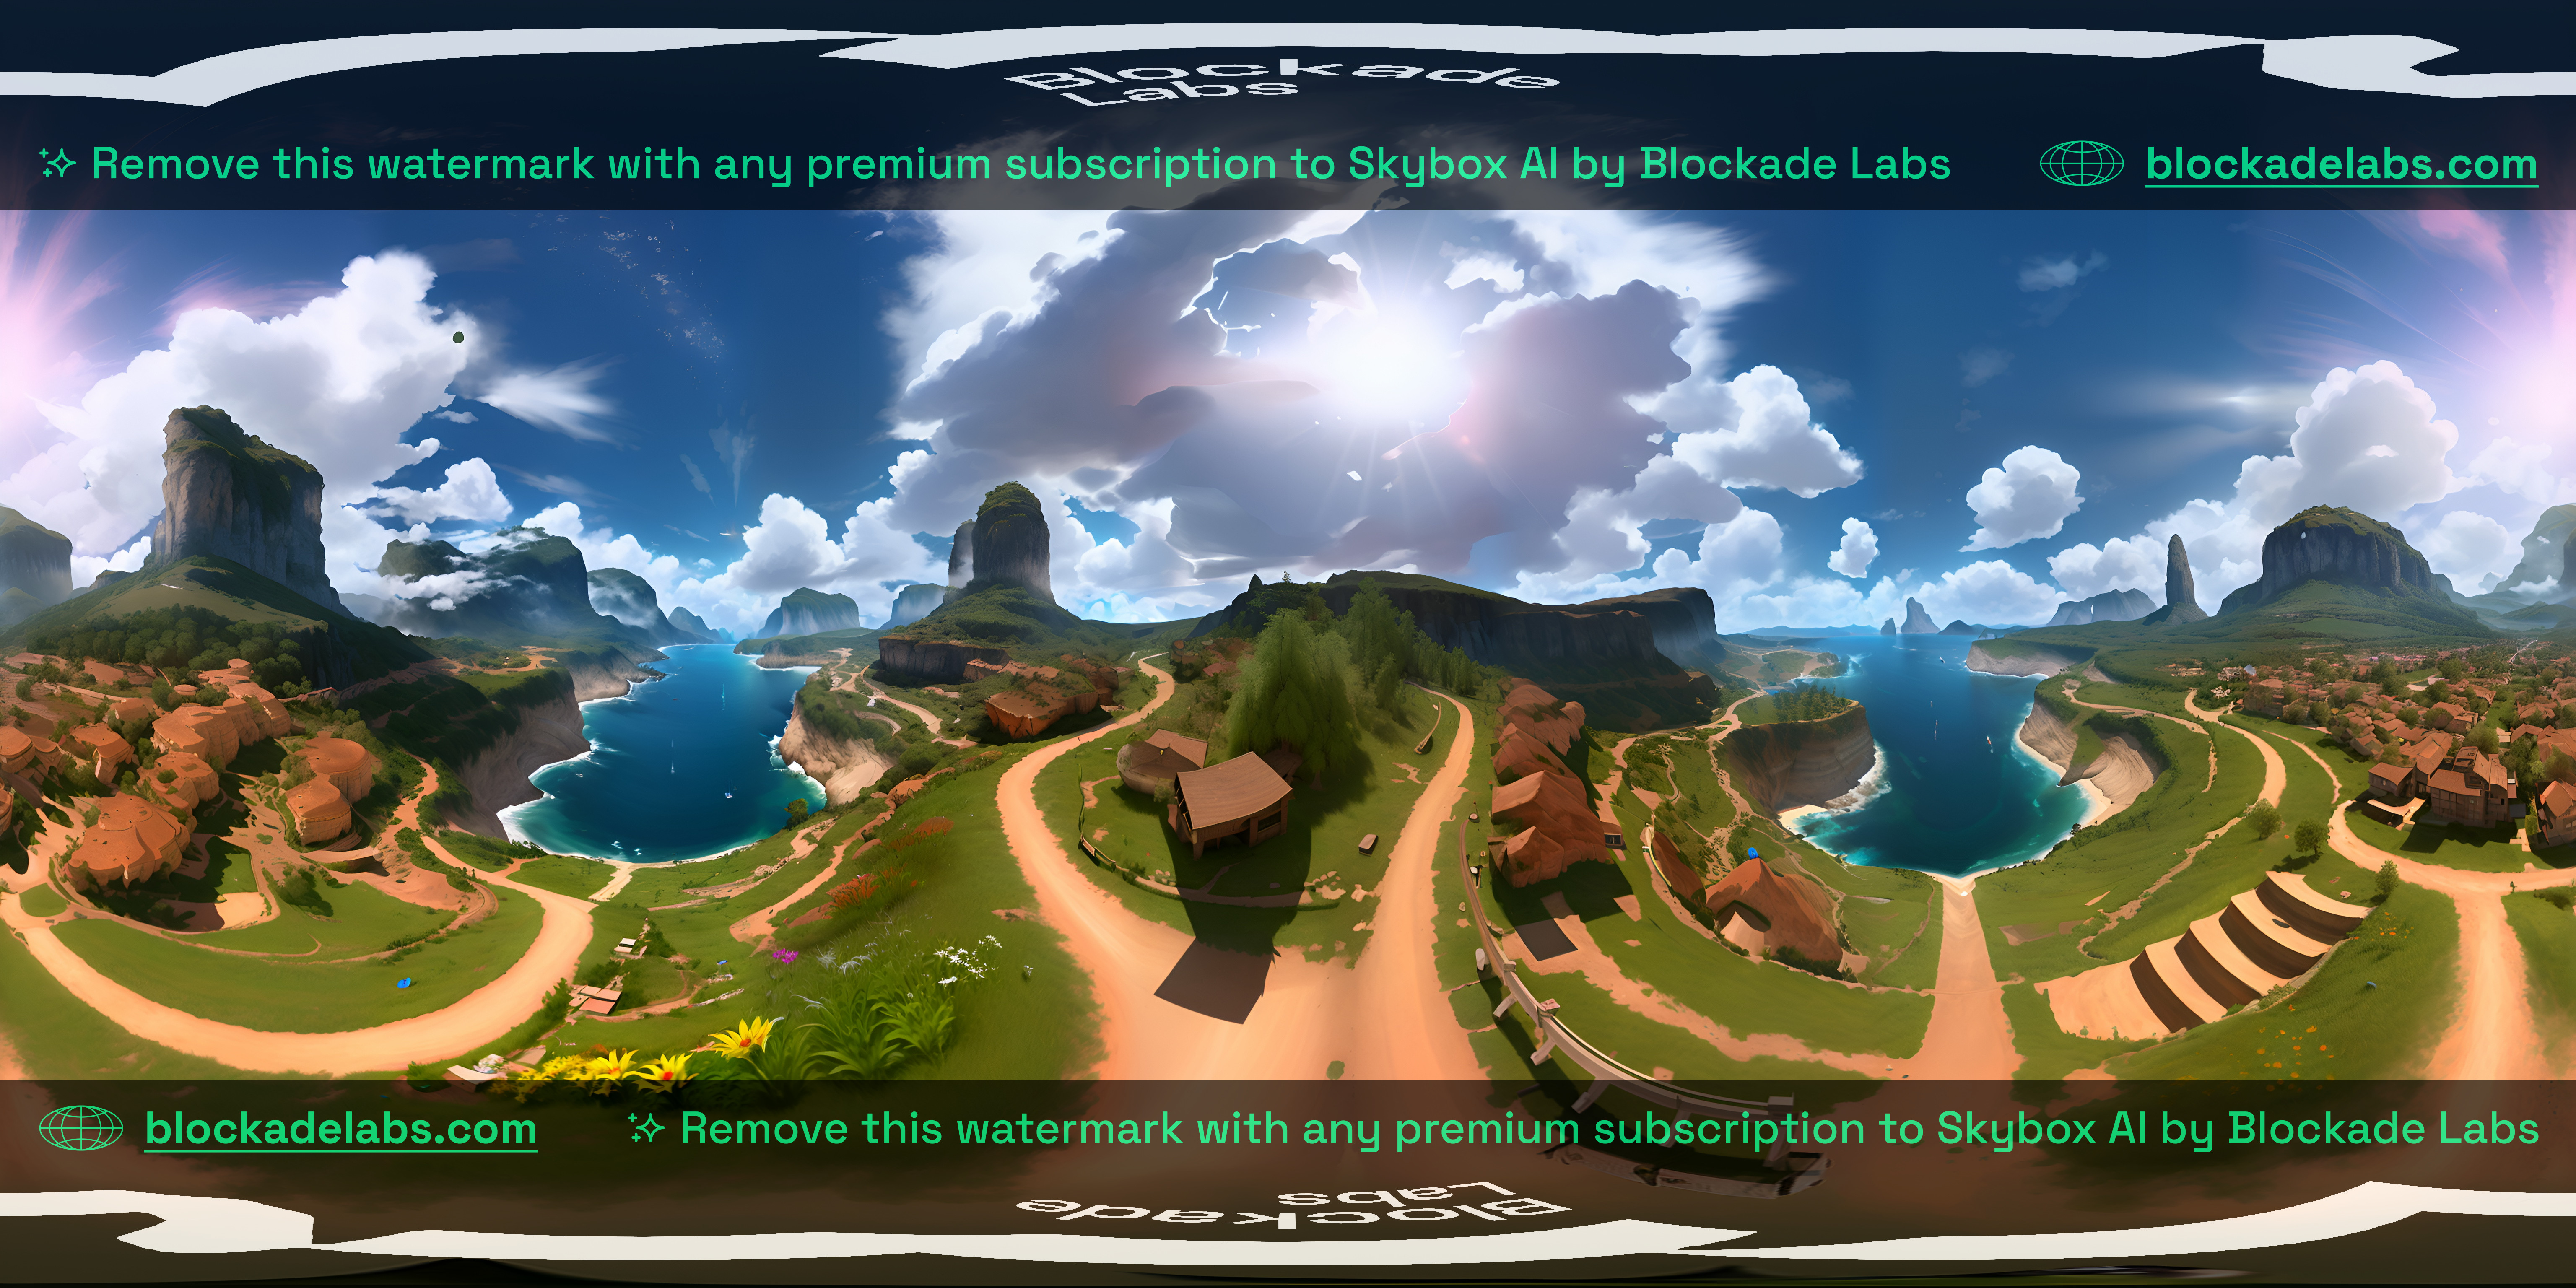 Blockade
Labs
Remove this watermark with any premium subscription to Skybox AI by Blockade Labs
blockadelabs.com
blockadelabs.com
Remove this watermark with any premium subscription to Skybox AI by Blockade Labs
Labs
Blockade